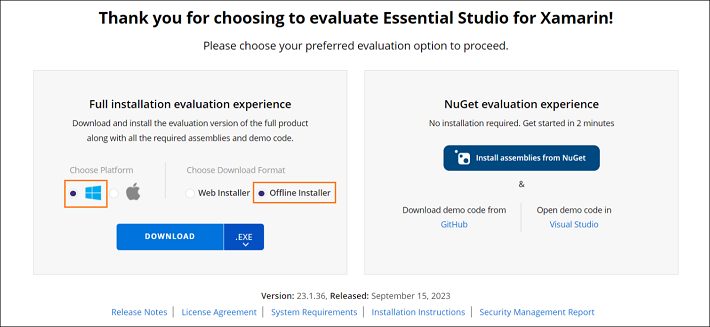 Thank you for choosing to evaluate Essential Studio for Xamarin!
Please choose your preferred evaluation option to proceed.
Full installation evaluation experience
Download and install the evaluation version of the full product
along with all the required assemblies and demo code.
Choose Platform
Choose Download Format
Web Installer
Offline Installer
DOWNLOAD
.EXE
NuGet evaluation experience
No installation required. Get started in 2 minutes
Install assemblies from NuGet
&
Download demo code from
GitHub
Open demo code in
Visual Studio
Version: 23.1.36, Released: September 15, 2023
Release Notes | License Agreement | System Requirements | Installation Instructions | Security Management Report